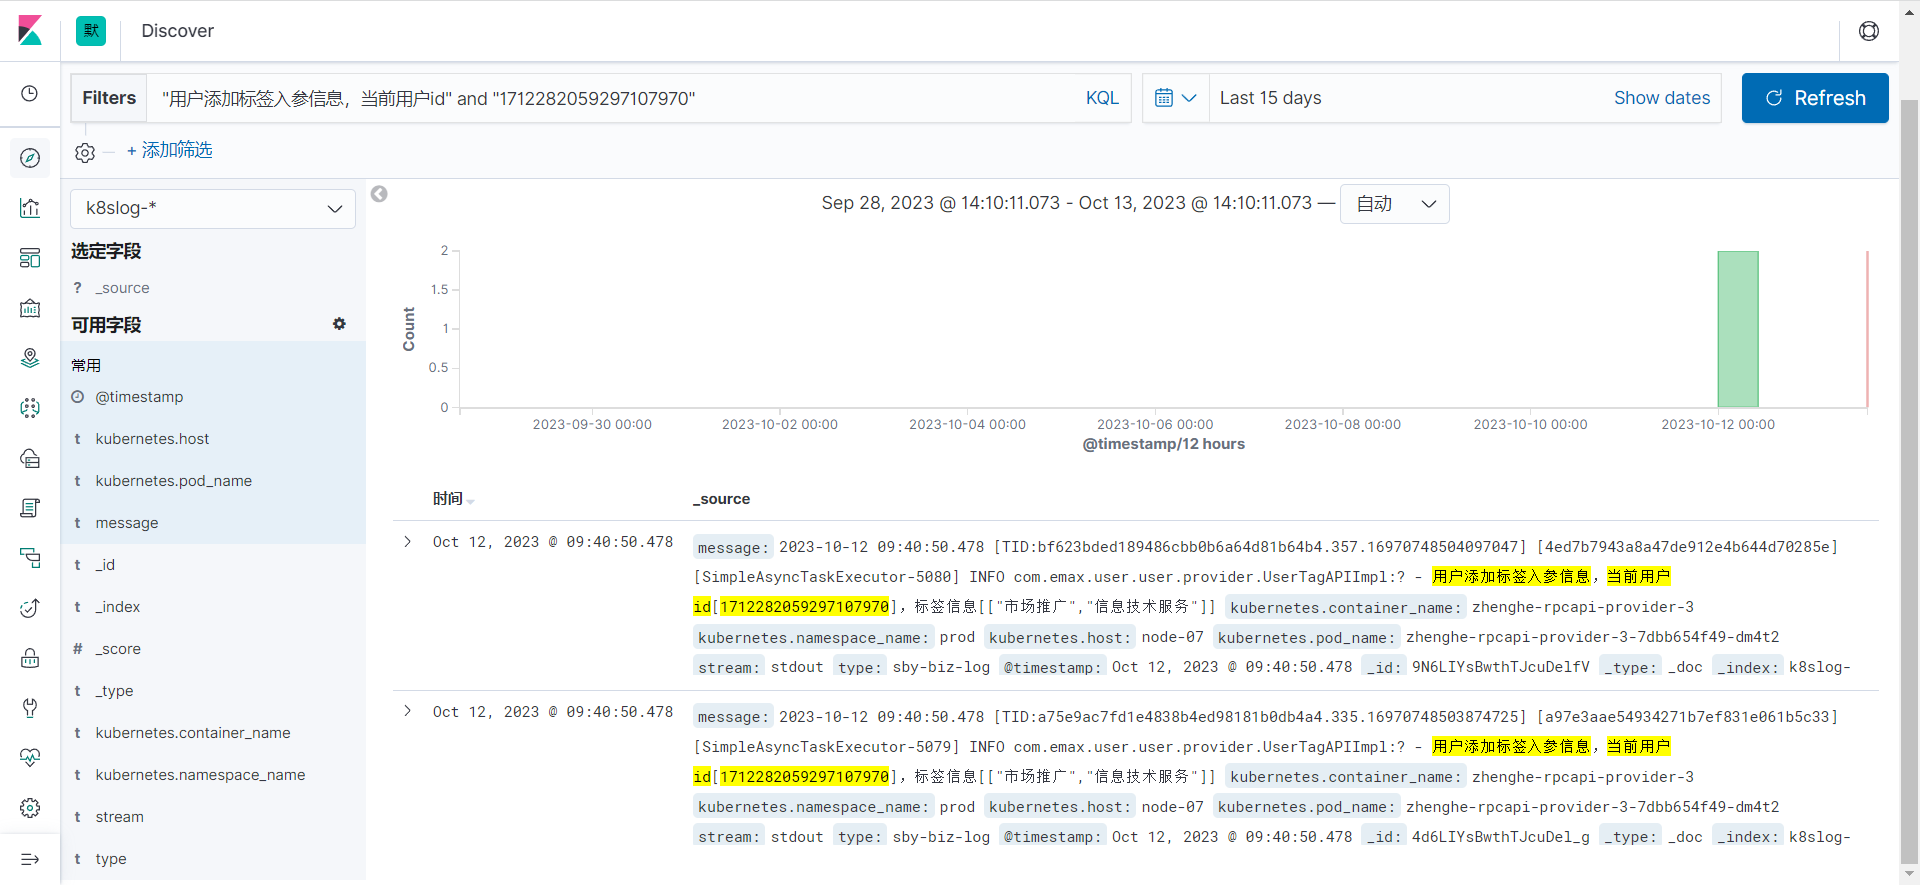 默 Discover
Filters "用户添加标签入参信息，当前用户id" and "1712282059297107970" KQL Last 15 days Show dates Refresh
+ 添加筛选
k8slog-*
选定字段
? _source
可用字段
常用
@timestamp
t kubernetes.host
t kubernetes.pod_name
t message
t _id
t _index
# _score
t _type
t kubernetes.container_name
t kubernetes.namespace_name
t stream
t type
Sep 28, 2023 @ 14:10:11.073 - Oct 13, 2023 @ 14:10:11.073 — 自动
2
1.5
1
0.5
0
Count
2023-09-30 00:00 2023-10-02 00:00 2023-10-04 00:00 2023-10-06 00:00 2023-10-08 00:00 2023-10-10 00:00 2023-10-12 00:00
@timestamp/12 hours
时间 _source
Oct 12, 2023 @ 09:40:50.478 message: 2023-10-12 09:40:50.478 [TID:bf623bded189486cbb0b6a64d81b64b4.357.16970748504097047] [4ed7b7943a8a47de912e4b644d70285e]
[SimpleAsyncTaskExecutor-5080] INFO com.emax.user.user.provider.UserTagAPIImpl:? - 用户添加标签入参信息，当前用户
id[1712282059297107970]，标签信息[["市场推广","信息技术服务"]] kubernetes.container_name: zhenghe-rpcapi-provider-3
kubernetes.namespace_name: prod kubernetes.host: node-07 kubernetes.pod_name: zhenghe-rpcapi-provider-3-7dbb654f49-dm4t2
stream: stdout type: sby-biz-log @timestamp: Oct 12, 2023 @ 09:40:50.478 _id: 9N6LIYsBwthTJcuDelfV _type: _doc _index: k8slog-
Oct 12, 2023 @ 09:40:50.478 message: 2023-10-12 09:40:50.478 [TID:a75e9ac7fd1e4838b4ed98181b0db4a4.335.16970748503874725] [a97e3aae54934271b7ef831e061b5c33]
[SimpleAsyncTaskExecutor-5079] INFO com.emax.user.user.provider.UserTagAPIImpl:? - 用户添加标签入参信息，当前用户
id[1712282059297107970]，标签信息[["市场推广","信息技术服务"]] kubernetes.container_name: zhenghe-rpcapi-provider-3
kubernetes.namespace_name: prod kubernetes.host: node-07 kubernetes.pod_name: zhenghe-rpcapi-provider-3-7dbb654f49-dm4t2
stream: stdout type: sby-biz-log @timestamp: Oct 12, 2023 @ 09:40:50.478 _id: 4d6LIYsBwthTJcuDel_g _type: _doc _index: k8slog-